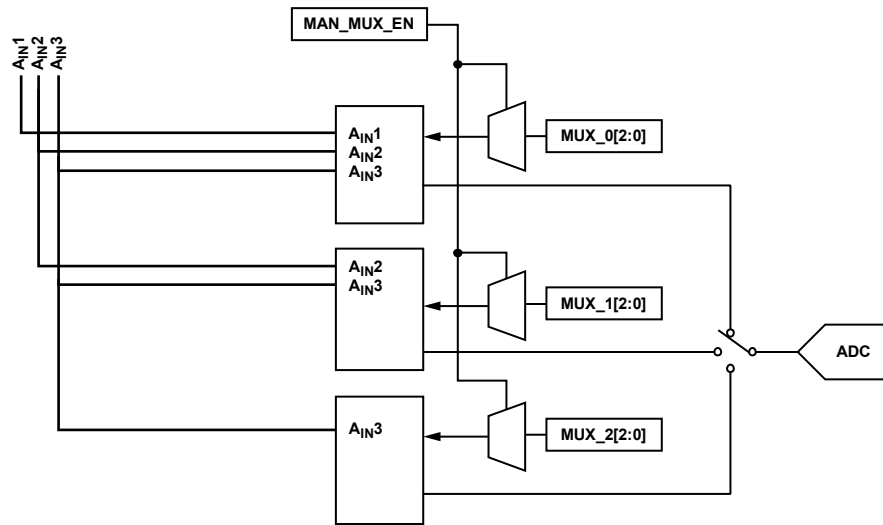 MAN_MUX_EN
AIN1
AIN2
AIN3
AIN1
AIN2
AIN3
MUX_0[2:0]
AIN2
AIN3
MUX_1[2:0]
ADC
AIN3
MUX_2[2:0]